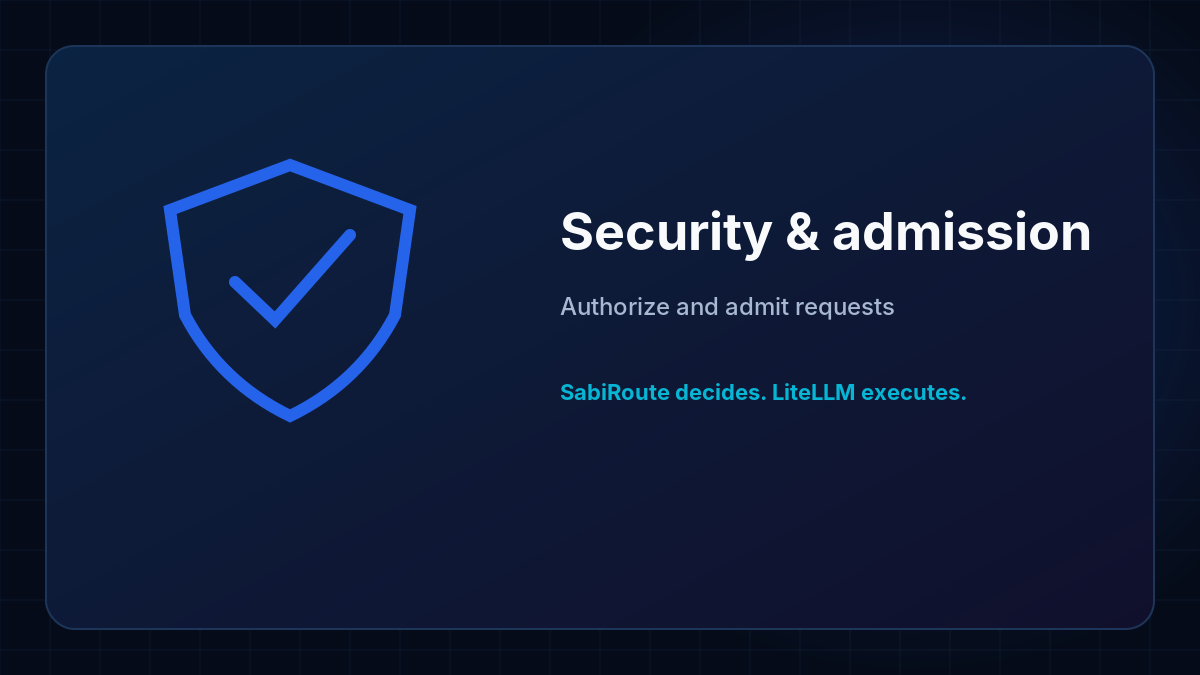 Security & admission
Authorize and admit requests
SabiRoute decides. LiteLLM executes.